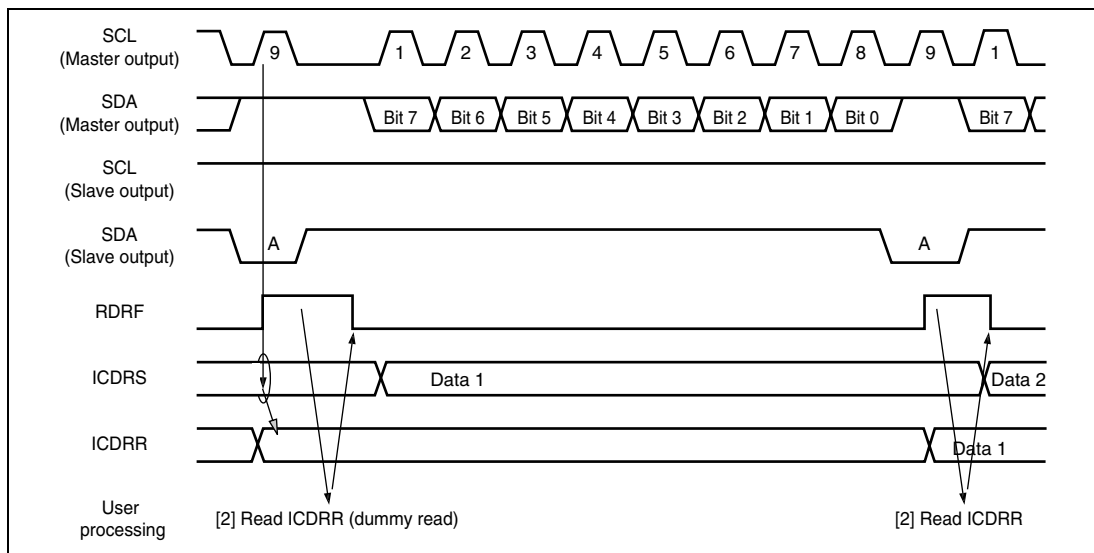 SCL
(Master output)
9 1 2 3 4 5 6 7 8 9 1
SDA
(Master output)
Bit 7 Bit 6 Bit 5 Bit 4 Bit 3 Bit 2 Bit 1 Bit 0 Bit 7
SCL
(Slave output)
SDA
(Slave output)
A A
RDRF
ICDRS
Data 1 Data 2
ICDRR
Data 1
User
processing
[2] Read ICDRR (dummy read) [2] Read ICDRR